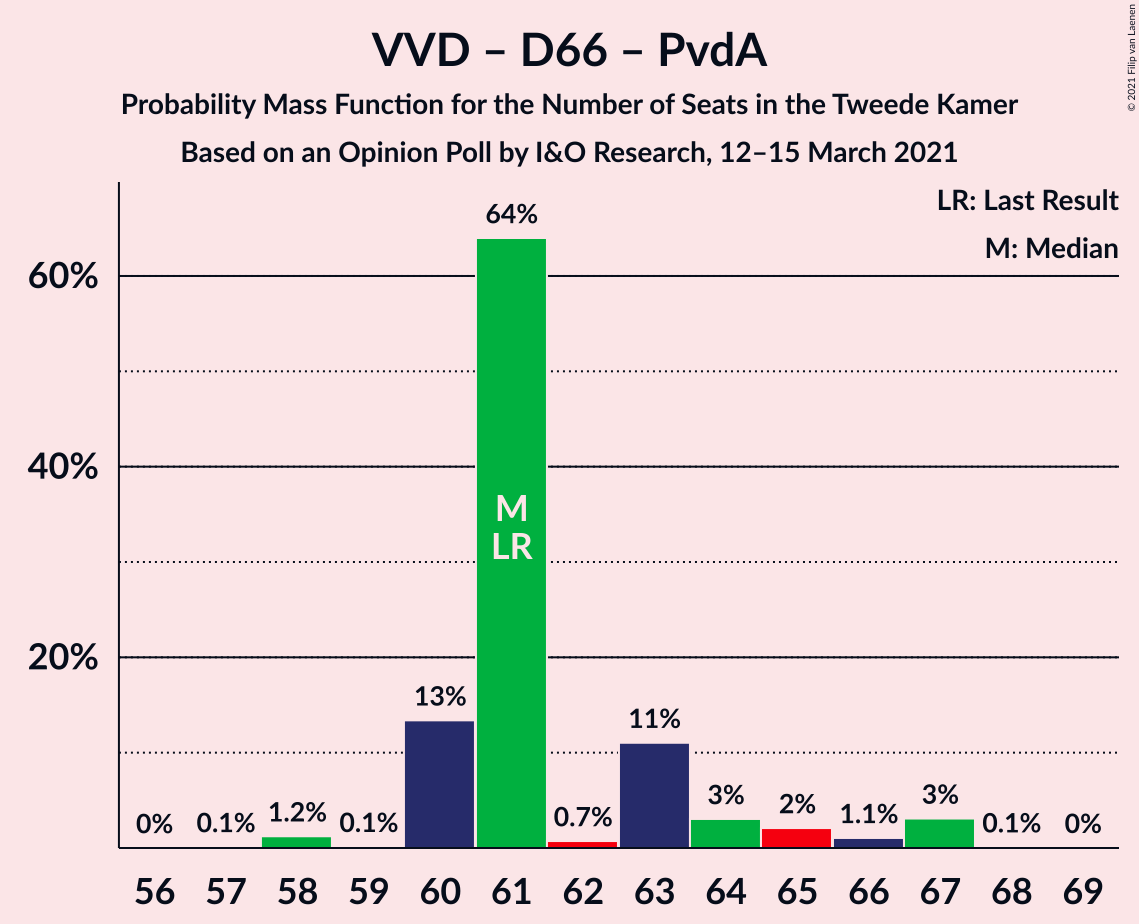 VVD – D66 – PvdA
Probability Mass Function for the Number of Seats in the Tweede Kamer
Based on an Opinion Poll by I&O Research, 12–15 March 2021
© 2021 Filip van Laenen
LR: Last Result
M: Median
60%
40%
20%
0%
0.1%
1.2%
0.1%
13%
64%
M
LR
0.7%
11%
3%
2%
1.1%
3%
0.1%
0%
56 57 58 59 60 61 62 63 64 65 66 67 68 69